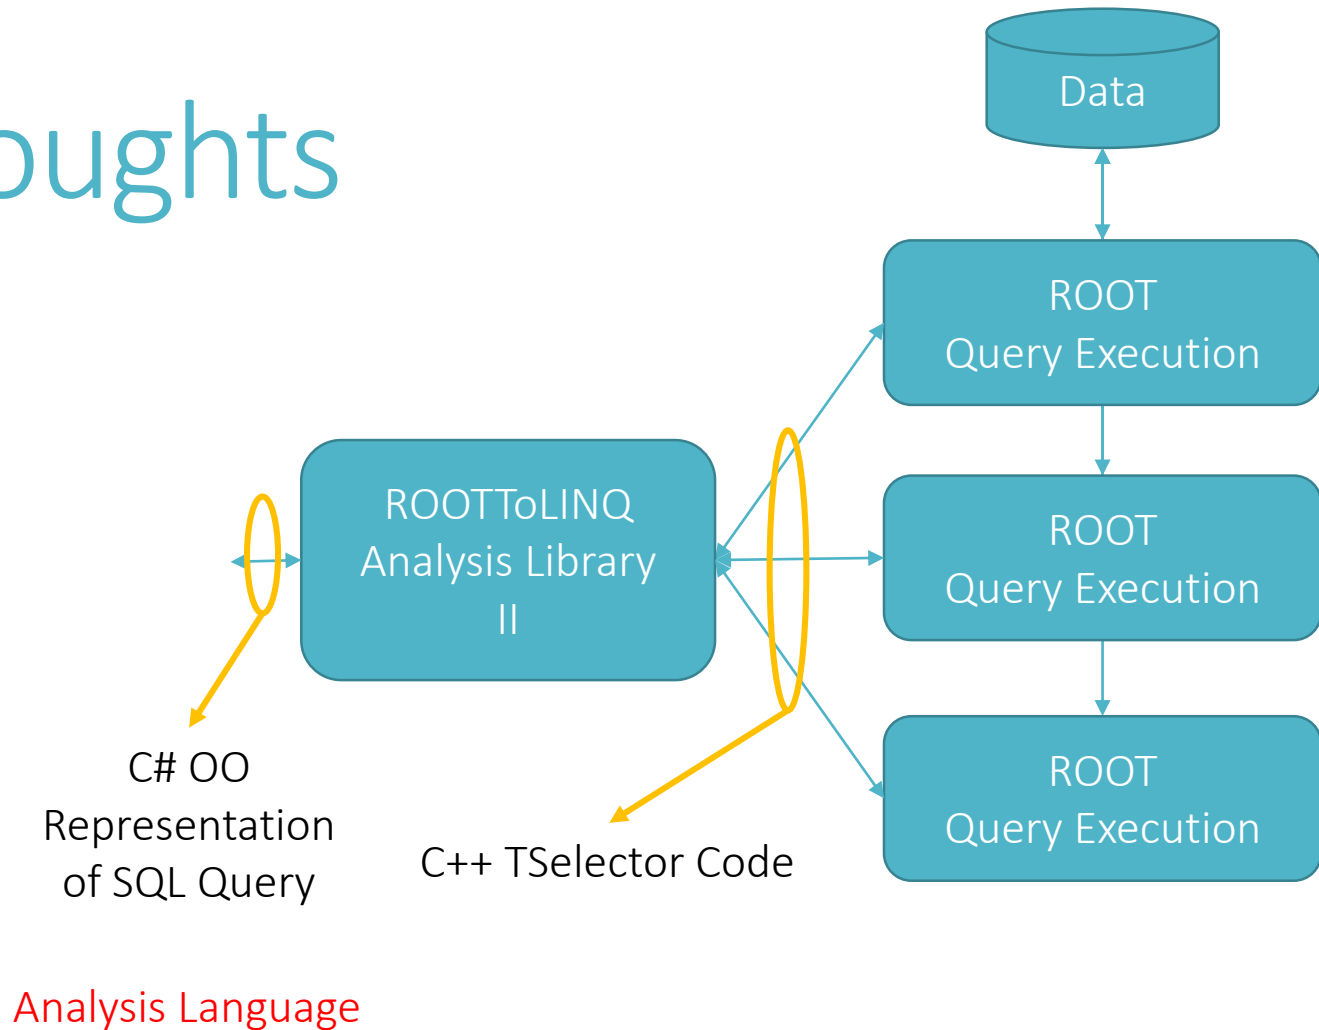 oughts
Data
ROOT
Query Execution
ROOTToLINQ
Analysis Library
II
ROOT
Query Execution
ROOT
Query Execution
C# OO
Representation
of SQL Query
C++ TSelector Code
Analysis Language